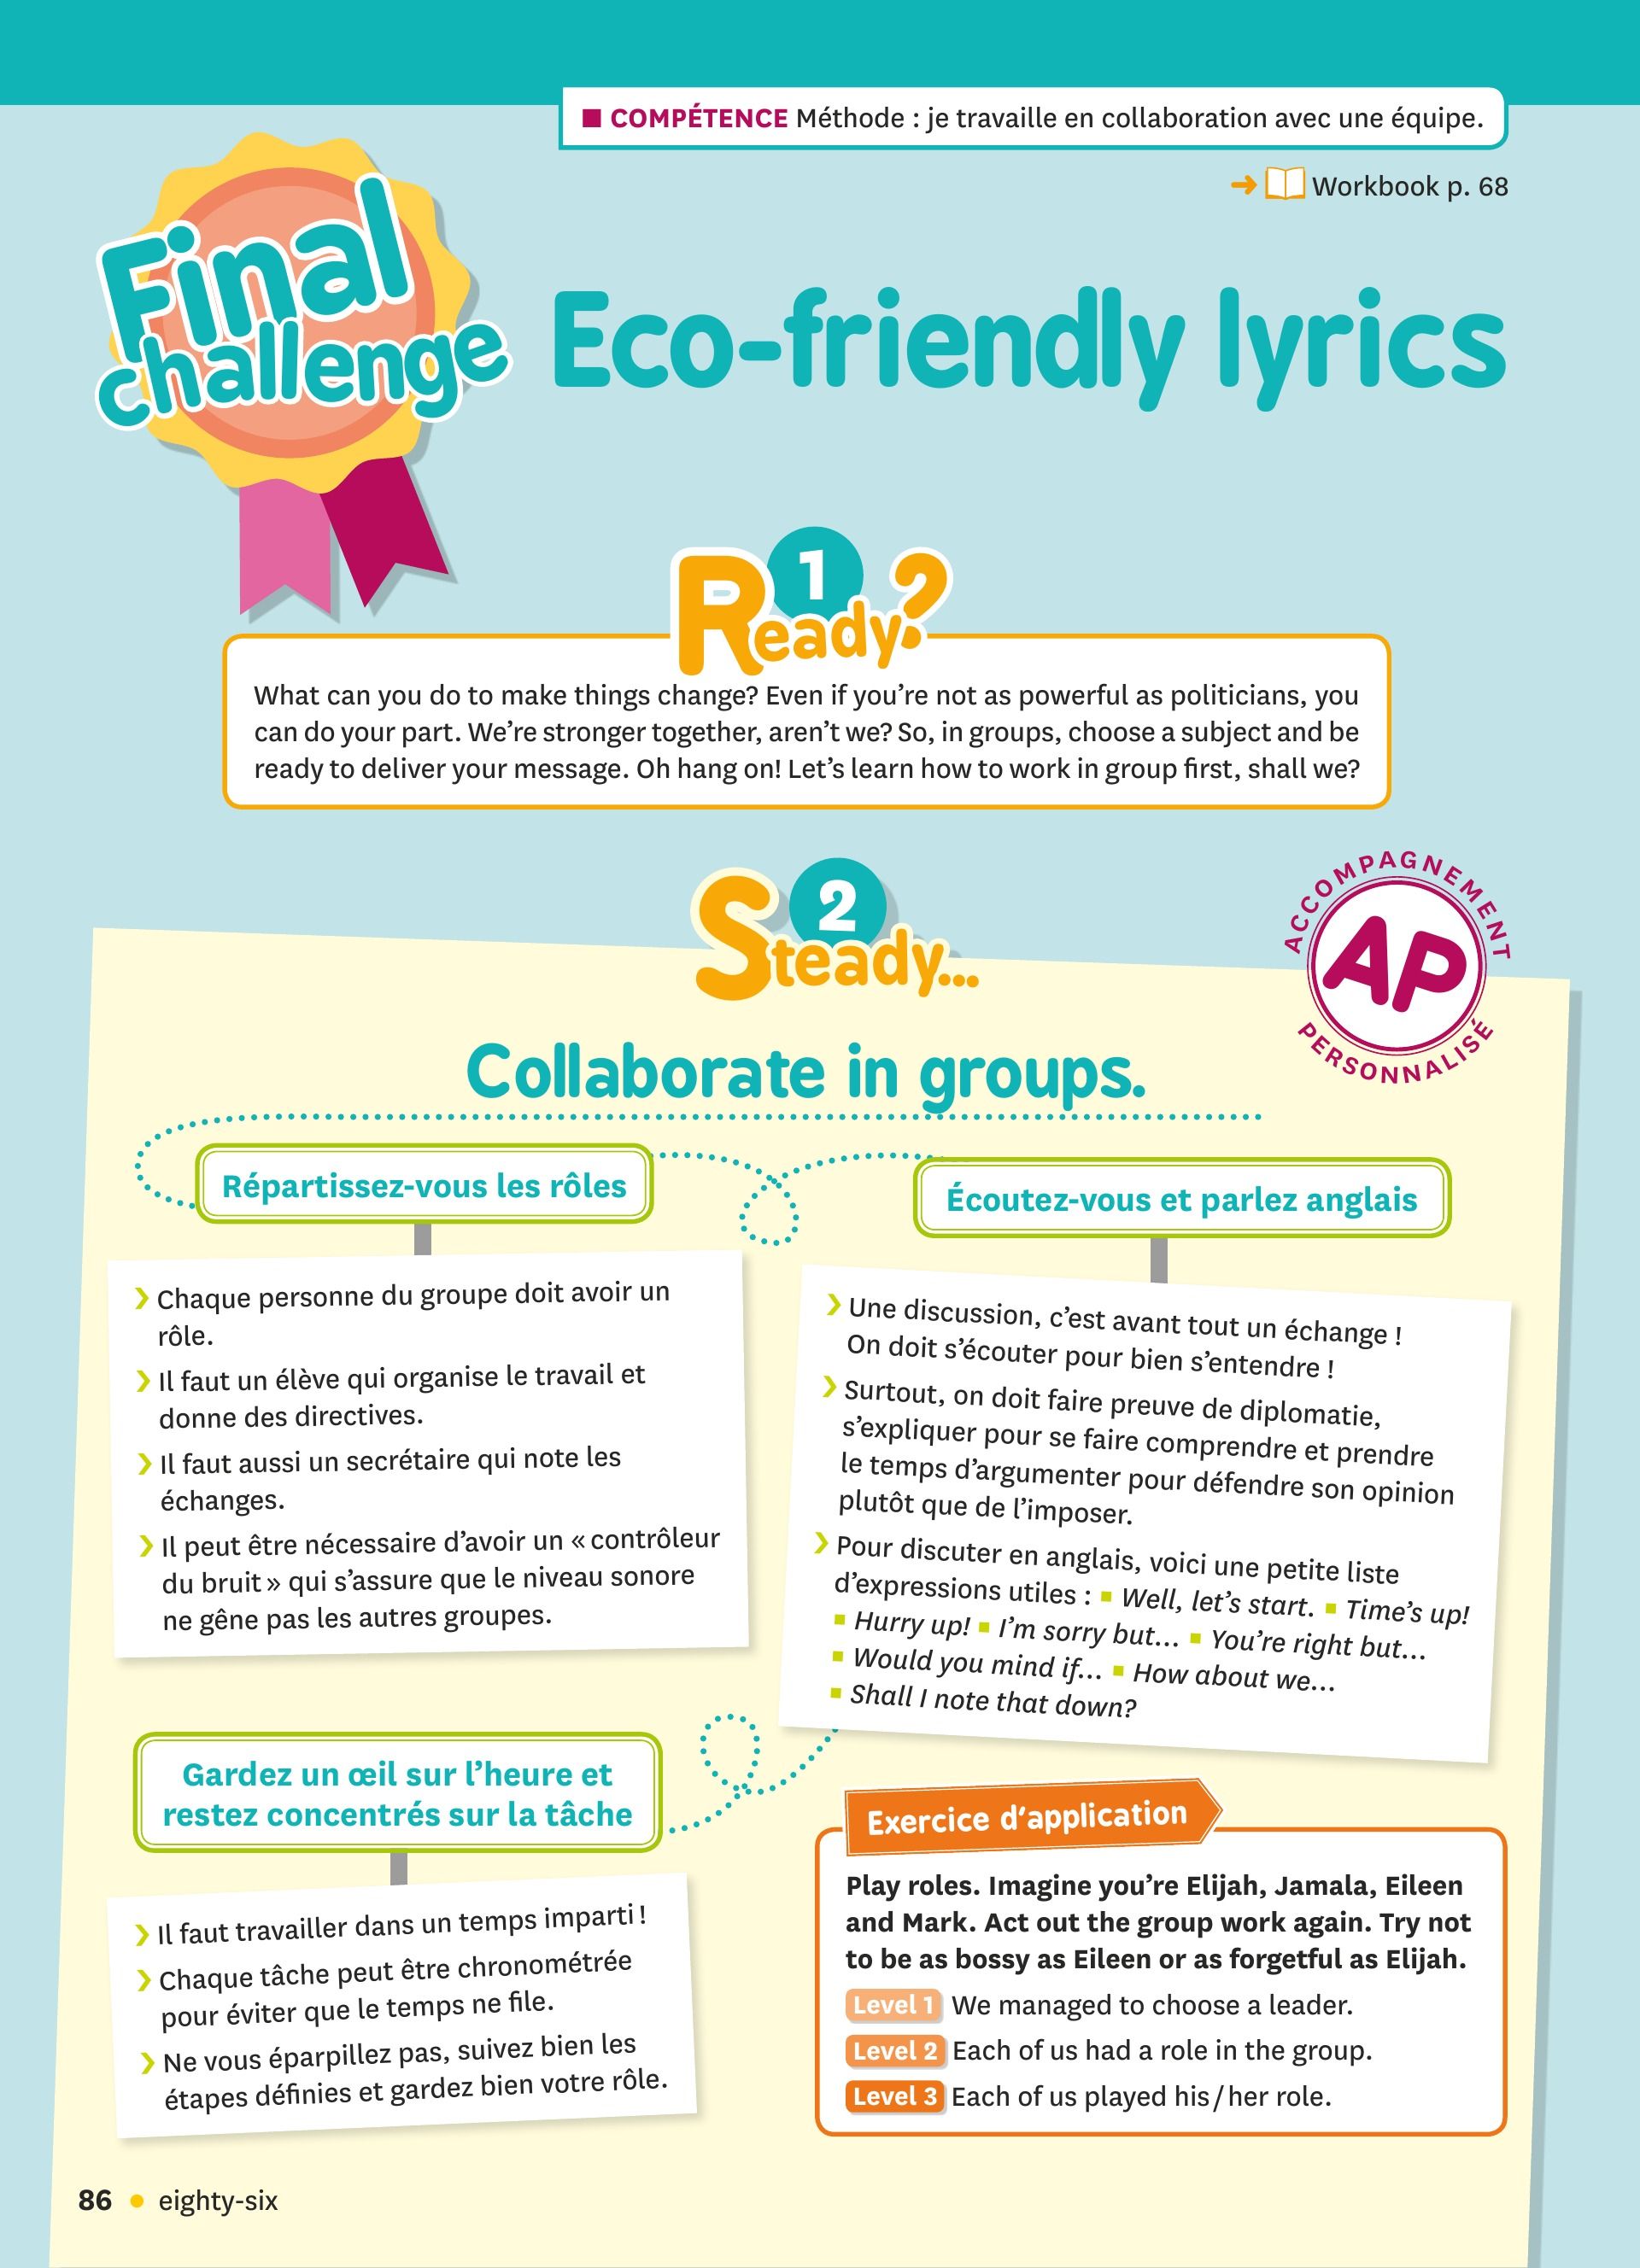 ■ COMPÉTENCE Méthode : je travaille en collaboration avec une équipe.
➜ Workbook p. 68
Final
challenge
Eco-friendly lyrics
1
Ready?
What can you do to make things change? Even if you’re not as powerful as politicians, you
can do your part. We’re stronger together, aren’t we? So, in groups, choose a subject and be
ready to deliver your message. Oh hang on! Let’s learn how to work in group first, shall we?
2
Steady...
ACCOMPAGNEMENT
AP
PERSONNALISÉ
Collaborate in groups.
Répartissez-vous les rôles
❯ Chaque personne du groupe doit avoir un
rôle.
❯ Il faut un élève qui organise le travail et
donne des directives.
❯ Il faut aussi un secrétaire qui note les
échanges.
❯ Il peut être nécessaire d’avoir un « contrôleur
du bruit » qui s’assure que le niveau sonore
ne gêne pas les autres groupes.
Écoutez-vous et parlez anglais
❯ Une discussion, c’est avant tout un échange !
On doit s’écouter pour bien s’entendre !
❯ Surtout, on doit faire preuve de diplomatie,
s’expliquer pour se faire comprendre et prendre
le temps d’argumenter pour défendre son opinion
plutôt que de l’imposer.
❯ Pour discuter en anglais, voici une petite liste
d’expressions utiles : ■ Well, let’s start. ■ Time’s up!
■ Hurry up! ■ I’m sorry but... ■ You’re right but...
■ Would you mind if... ■ How about we...
■ Shall I note that down?
Gardez un œil sur l’heure et
restez concentrés sur la tâche
❯ Il faut travailler dans un temps imparti !
❯ Chaque tâche peut être chronométrée
pour éviter que le temps ne file.
❯ Ne vous éparpillez pas, suivez bien les
étapes définies et gardez bien votre rôle.
Exercice d’application
Play roles. Imagine you’re Elijah, Jamala, Eileen
and Mark. Act out the group work again. Try not
to be as bossy as Eileen or as forgetful as Elijah.
Level 1 We managed to choose a leader.
Level 2 Each of us had a role in the group.
Level 3 Each of us played his / her role.
86 ● eighty-six